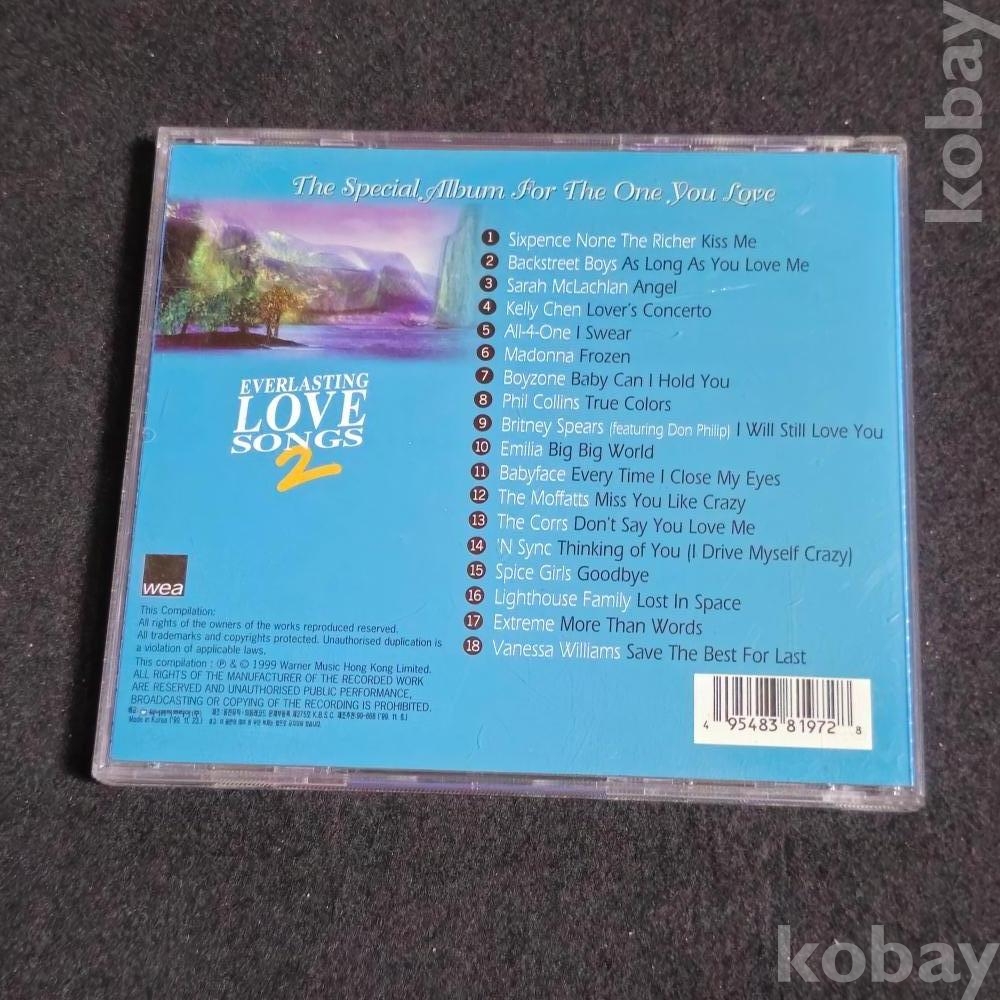 kobay
The Special Album For The One You Love
1 Sixpence None The Richer Kiss Me
2 Backstreet Boys As Long As You Love Me
3 Sarah McLachlan Angel
4 Kelly Chen Lover's Concerto
5 All-4-One I Swear
6 Madonna Frozen
7 Boyzone Baby Can I Hold You
8 Phil Collins True Colors
9 Britney Spears (featuring Don Philip) I Will Still Love You
10 Emilia Big Big World
11 Babyface Every Time I Close My Eyes
12 The Moffatts Miss You Like Crazy
13 The Corrs Don't Say You Love Me
14 'N Sync Thinking of You (I Drive Myself Crazy)
15 Spice Girls Goodbye
16 Lighthouse Family Lost In Space
17 Extreme More Than Words
18 Vanessa Williams Save The Best For Last
EVERLASTING
LOVE
SONGS
2
wea
This Compilation:
All rights of the owners of the works reproduced reserved.
All trademarks and copyrights protected. Unauthorised duplication is
a violation of applicable laws.
This compilation : ℗ & © 1999 Warner Music Hong Kong Limited.
ALL RIGHTS OF THE MANUFACTURER OF THE RECORDED WORK
ARE RESERVED AND UNAUTHORISED PUBLIC PERFORMANCE,
BROADCASTING OR COPYING OF THE RECORDING IS PROHIBITED.
Made in Korea ('99. 11. 23.)
4 95483 81972 8
kobay